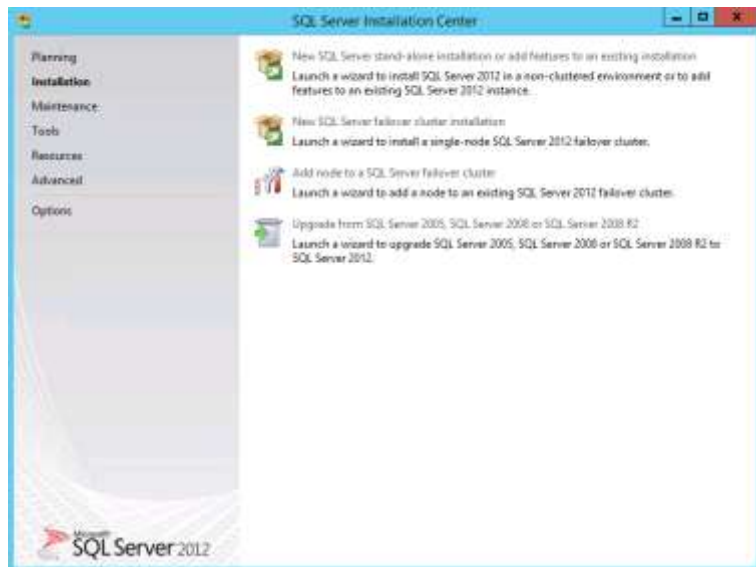 SQL Server Installation Center
Planning
Installation
Maintenance
Tools
Resources
Advanced
Options
New SQL Server stand-alone installation or add features to an existing installation
Launch a wizard to install SQL Server 2012 in a non-clustered environment or to add
features to an existing SQL Server 2012 instance.
New SQL Server failover cluster installation
Launch a wizard to install a single-node SQL Server 2012 failover cluster.
Add node to a SQL Server failover cluster
Launch a wizard to add a node to an existing SQL Server 2012 failover cluster.
Upgrade from SQL Server 2005, SQL Server 2008 or SQL Server 2008 R2
Launch a wizard to upgrade SQL Server 2005, SQL Server 2008 or SQL Server 2008 R2 to
SQL Server 2012.
Microsoft
SQL Server 2012